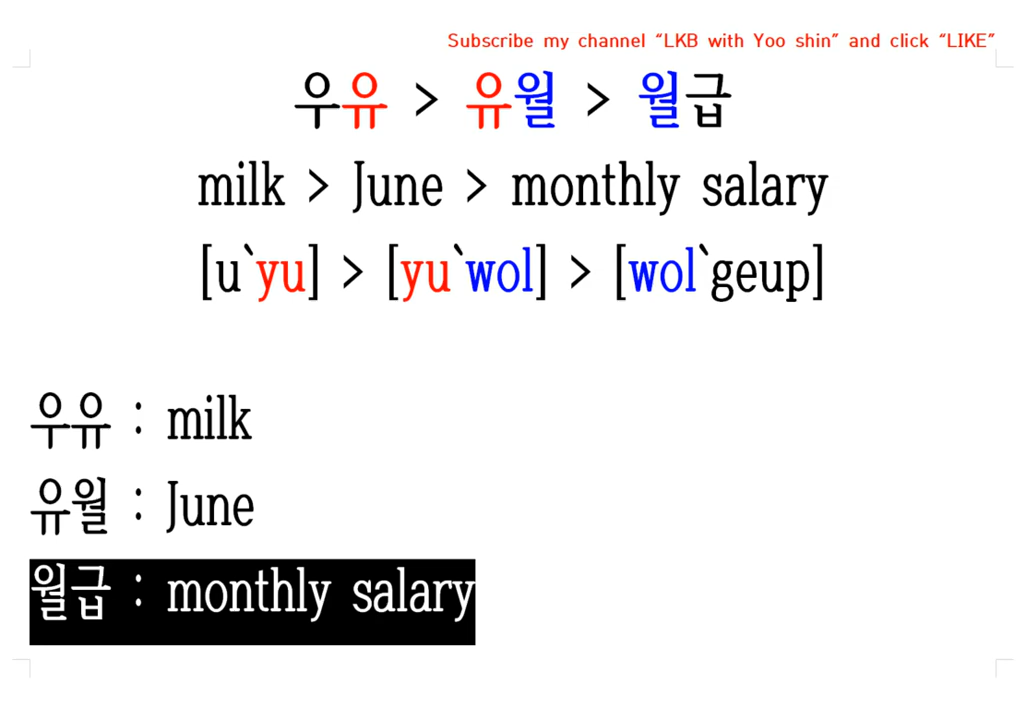 Subscribe my channel “LKB with Yoo shin” and click “LIKE”
우유 > 유월 > 월급
milk > June > monthly salary
[u`yu] > [yu`wol] > [wol`geup]
우유 : milk
유월 : June
월급 : monthly salary